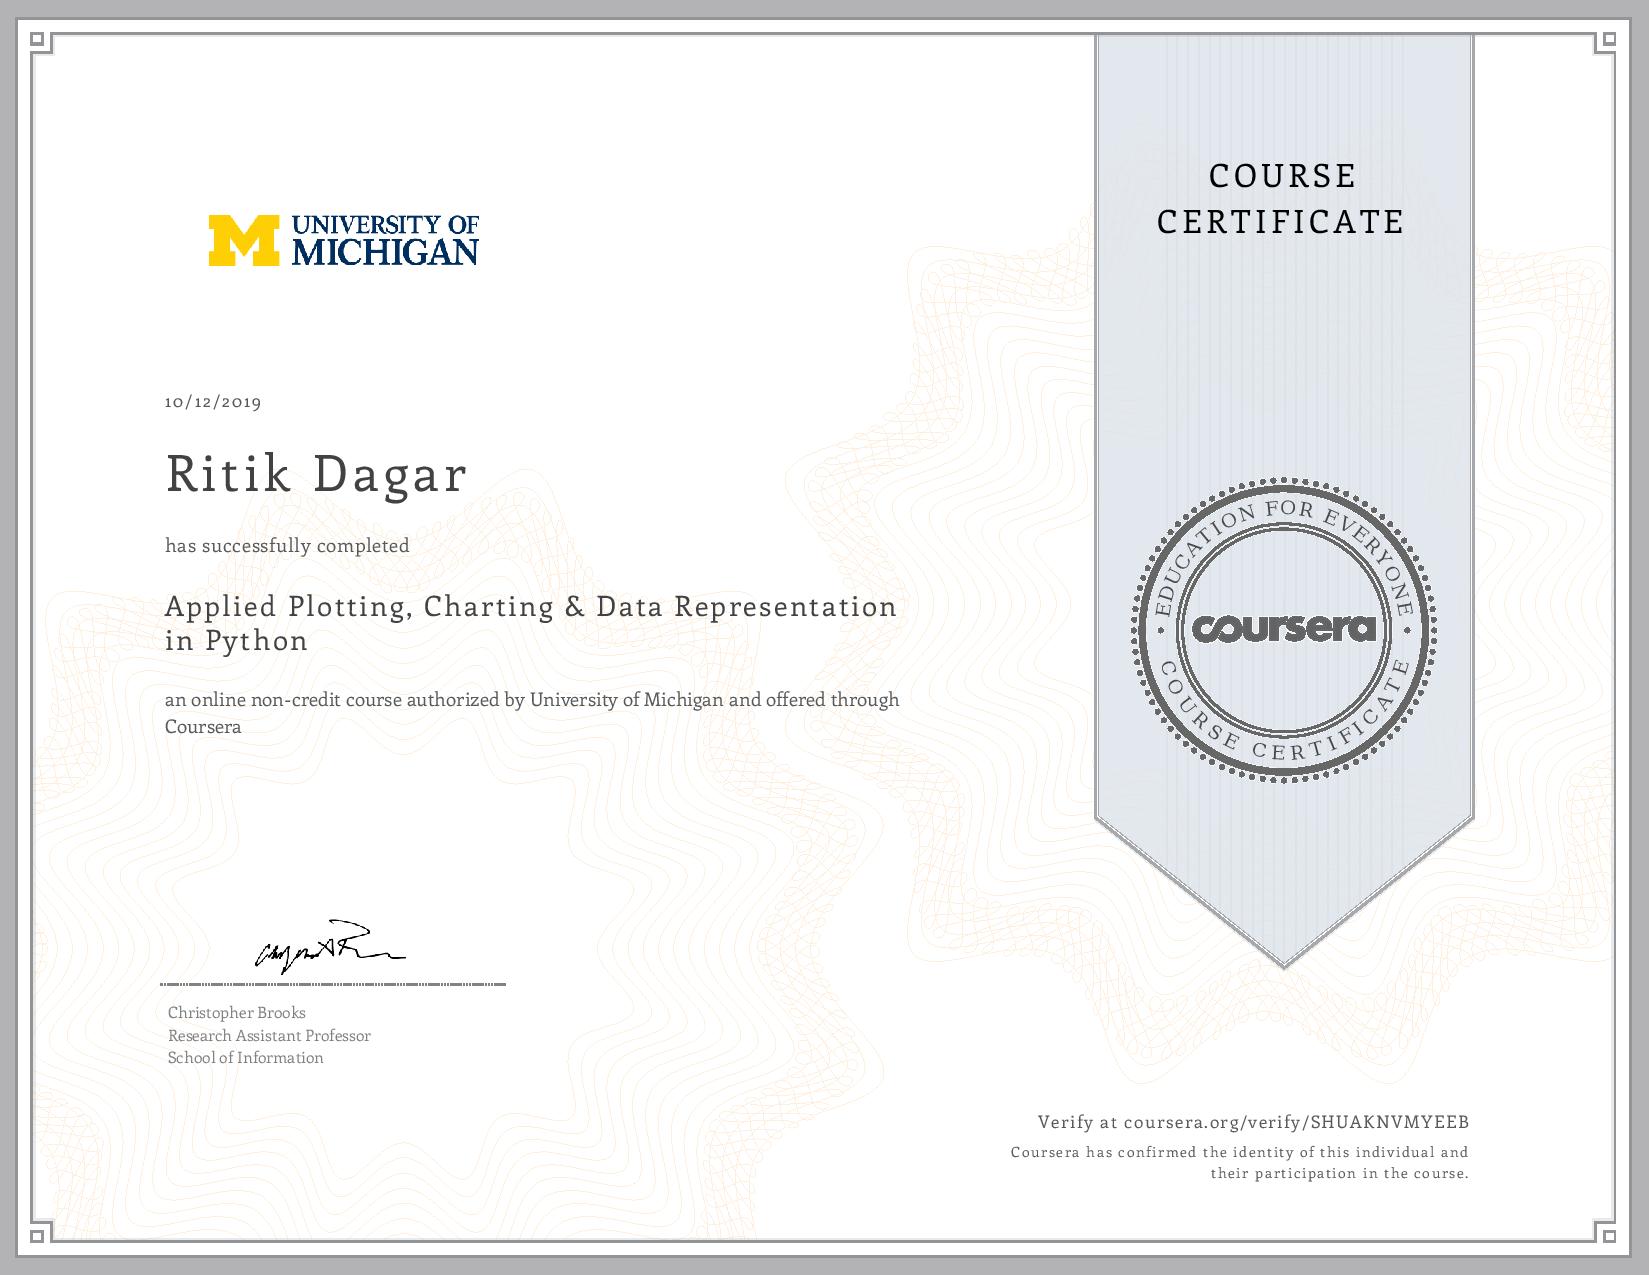 UNIVERSITY OF
MICHIGAN
COURSE
CERTIFICATE
10/12/2019
Ritik Dagar
has successfully completed
Applied Plotting, Charting & Data Representation
in Python
an online non-credit course authorized by University of Michigan and offered through
Coursera
EDUCATION FOR EVERYONE
coursera
COURSE CERTIFICATE
Christopher Brooks
Research Assistant Professor
School of Information
Verify at coursera.org/verify/SHUAKNVMYEEB
Coursera has confirmed the identity of this individual and
their participation in the course.